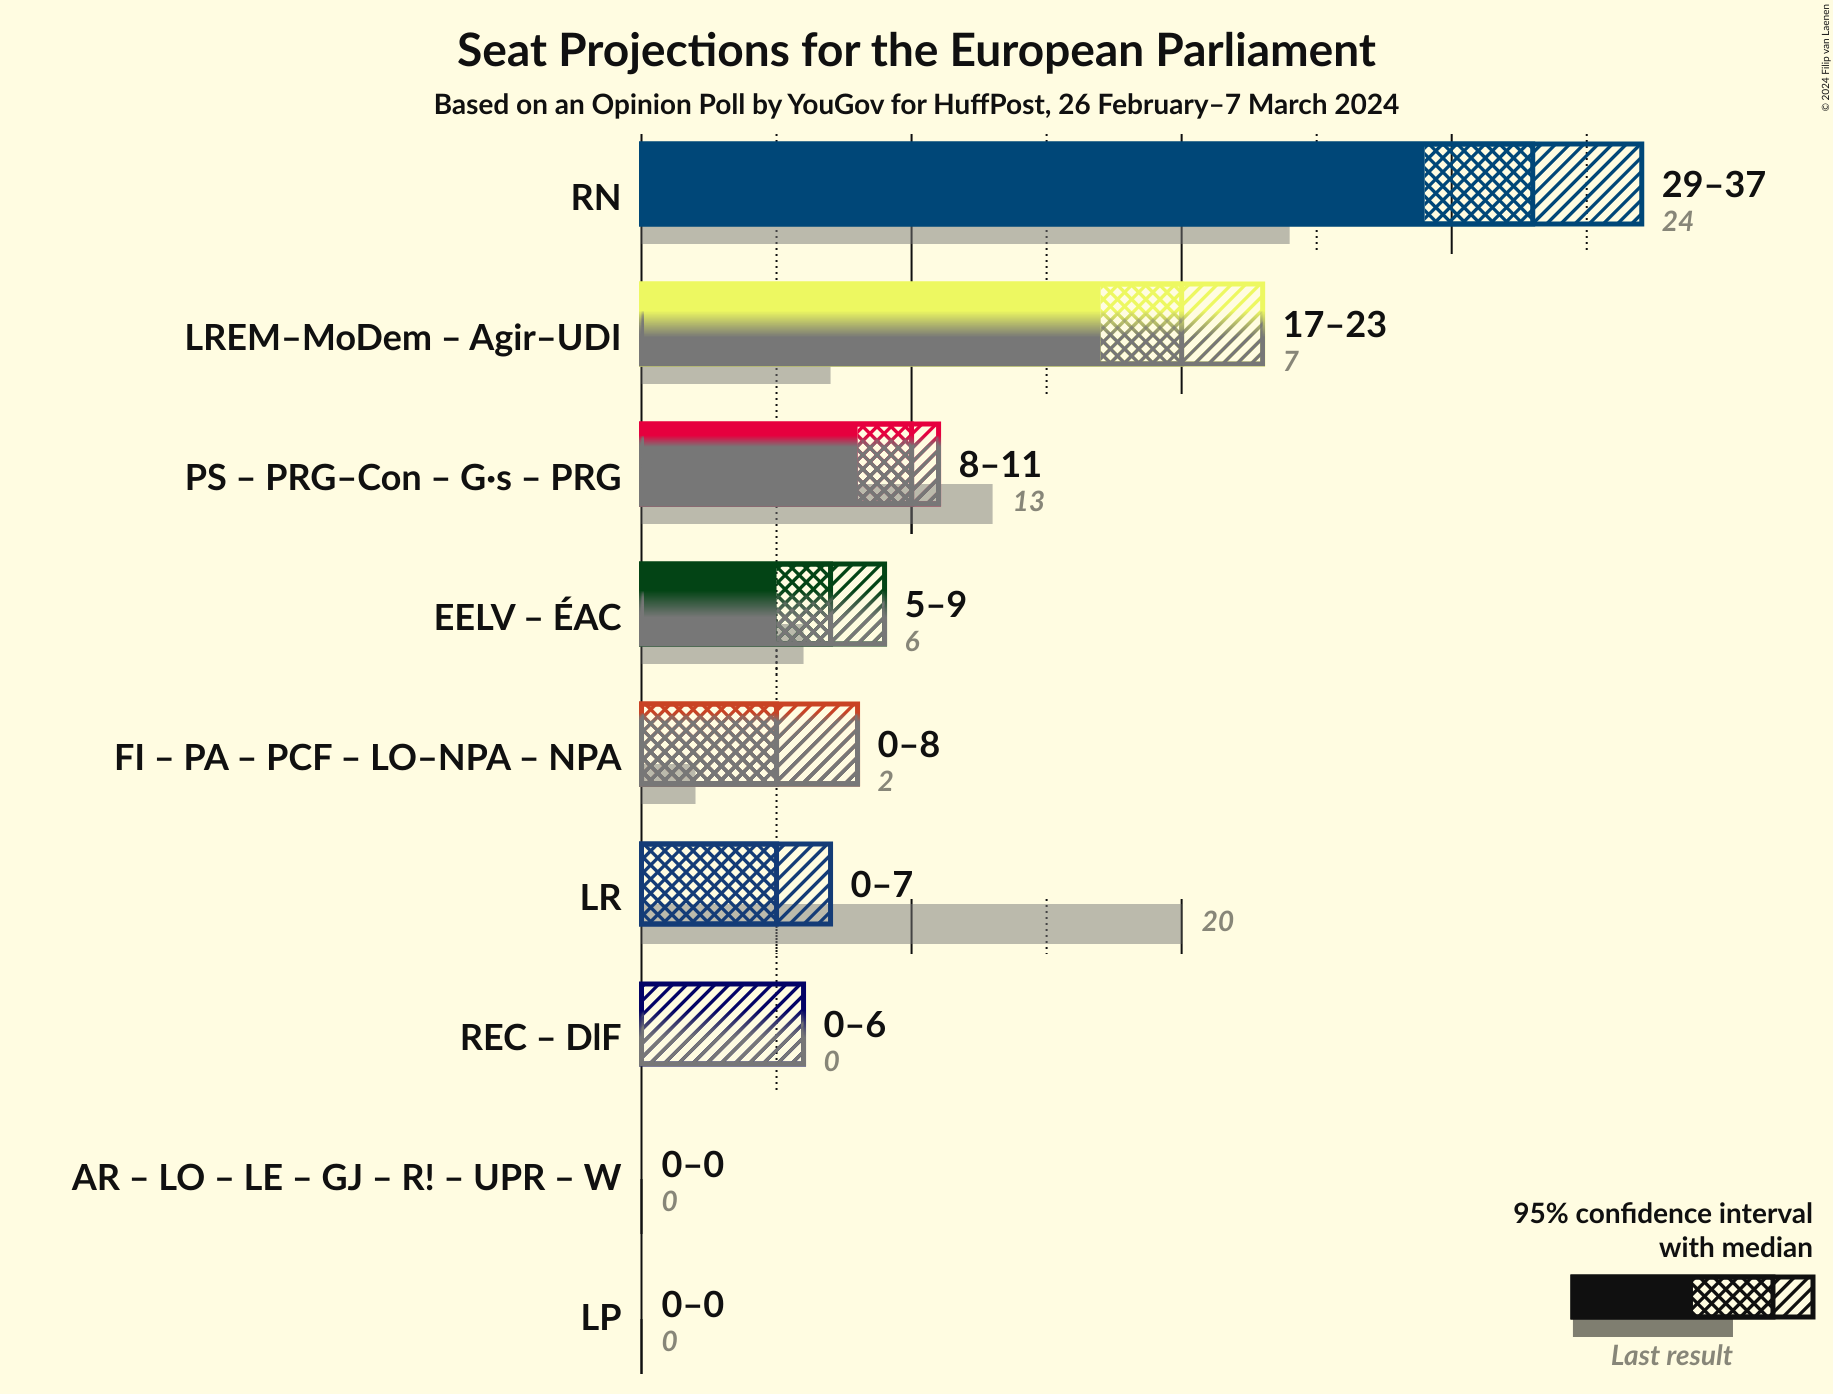 Seat Projections for the European Parliament
Based on an Opinion Poll by YouGov for HuffPost, 26 February–7 March 2024
© 2024 Filip van Laenen
RN
29–37
24
LREM–MoDem – Agir–UDI
17–23
7
PS – PRG–Con – G·s – PRG
8–11
13
EELV – ÉAC
5–9
6
FI – PA – PCF – LO–NPA – NPA
0–8
2
LR
0–7
20
REC – DlF
0–6
0
AR – LO – LE – GJ – R! – UPR – W
0–0
0
LP
0–0
0
95% confidence interval
with median
Last result